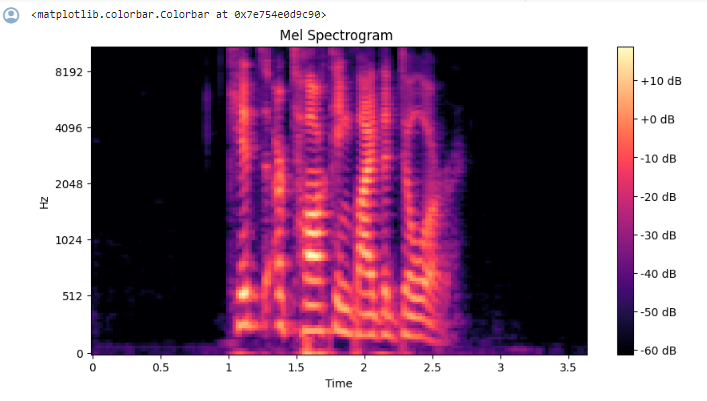 <matplotlib.colorbar.Colorbar at 0x7e754e0d9c90>
Mel Spectrogram
8192
4096
2048
1024
512
0
Hz
0
0.5
1
1.5
2
2.5
3
3.5
Time
+10 dB
+0 dB
-10 dB
-20 dB
-30 dB
-40 dB
-50 dB
-60 dB